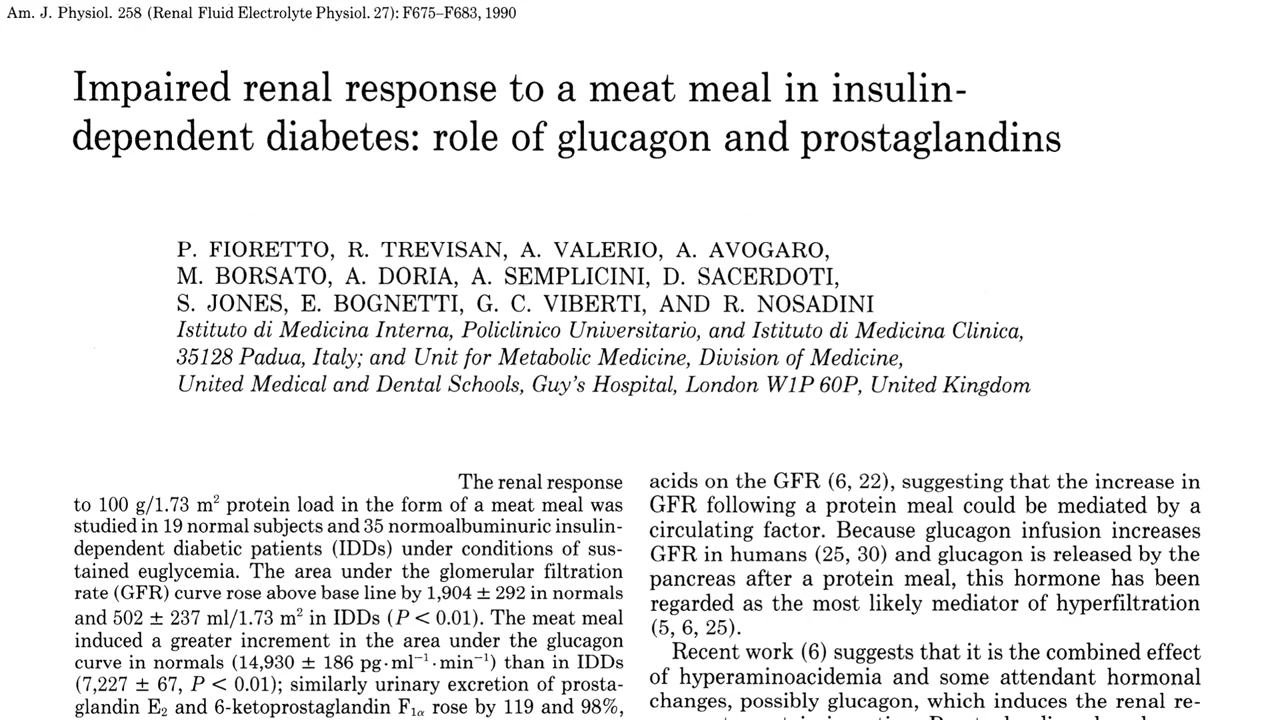 Am. J. Physiol. 258 (Renal Fluid Electrolyte Physiol. 27): F675–F683, 1990
Impaired renal response to a meat meal in insulin-
dependent diabetes: role of glucagon and prostaglandins
P. FIORETTO, R. TREVISAN, A. VALERIO, A. AVOGARO,
M. BORSATO, A. DORIA, A. SEMPLICINI, D. SACERDOTI,
S. JONES, E. BOGNETTI, G. C. VIBERTI, AND R. NOSADINI
Istituto di Medicina Interna, Policlinico Universitario, and Istituto di Medicina Clinica,
35128 Padua, Italy; and Unit for Metabolic Medicine, Division of Medicine,
United Medical and Dental Schools, Guy's Hospital, London W1P 60P, United Kingdom
The renal response
to 100 g/1.73 m² protein load in the form of a meat meal was
studied in 19 normal subjects and 35 normoalbuminuric insulin-
dependent diabetic patients (IDDs) under conditions of sus-
tained euglycemia. The area under the glomerular filtration
rate (GFR) curve rose above base line by 1,904 ± 292 in normals
and 502 ± 237 ml/1.73 m² in IDDs (P < 0.01). The meat meal
induced a greater increment in the area under the glucagon
curve in normals (14,930 ± 186 pg·ml⁻¹·min⁻¹) than in IDDs
(7,227 ± 67, P < 0.01); similarly urinary excretion of prosta-
glandin E₂ and 6-ketoprostaglandin F₁α rose by 119 and 98%,
acids on the GFR (6, 22), suggesting that the increase in
GFR following a protein meal could be mediated by a
circulating factor. Because glucagon infusion increases
GFR in humans (25, 30) and glucagon is released by the
pancreas after a protein meal, this hormone has been
regarded as the most likely mediator of hyperfiltration
(5, 6, 25).
Recent work (6) suggests that it is the combined effect
of hyperaminoacidemia and some attendant hormonal
changes, possibly glucagon, which induces the renal re-